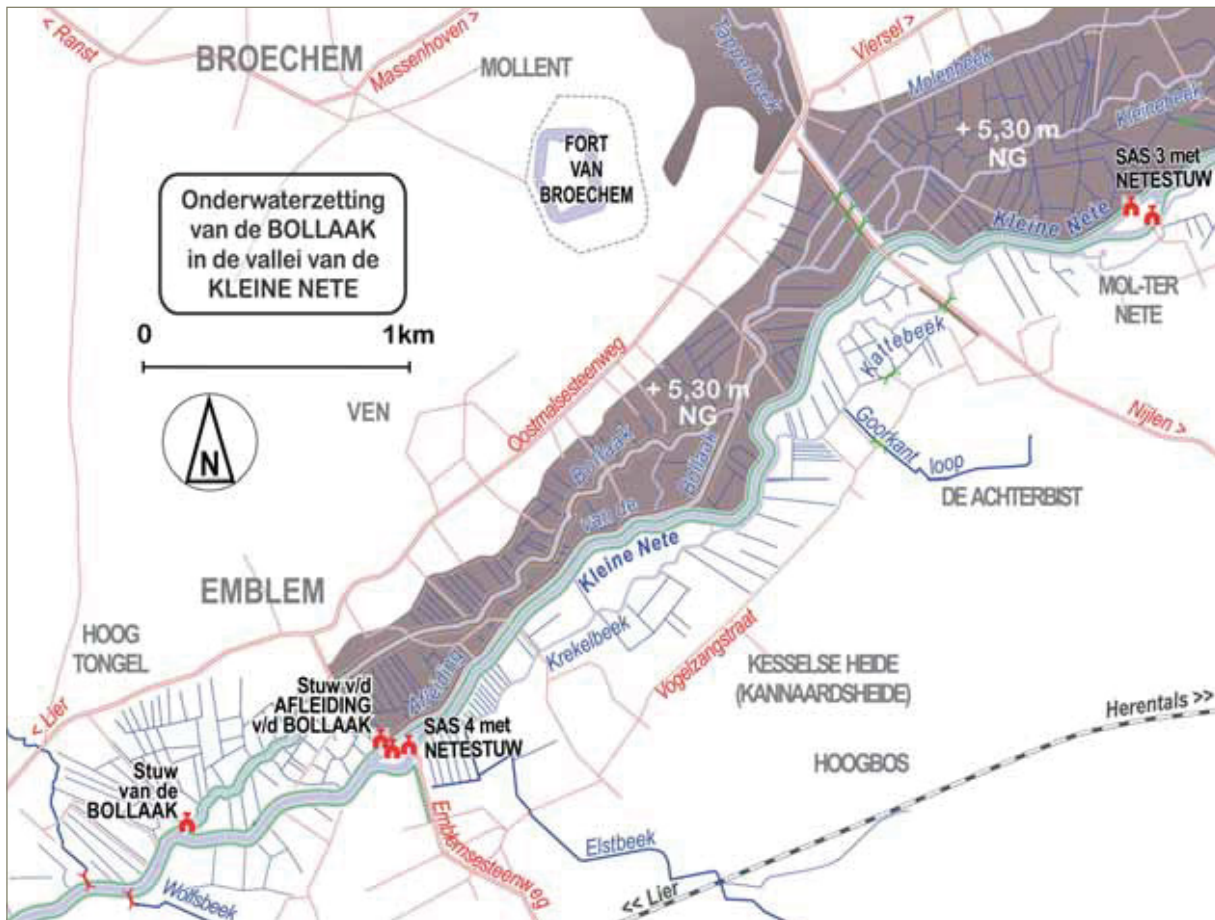 < Ranst
BROECHEM
Massenhoven >
MOLLENT
Tappelbeek
Viersel >
Molenbeek
Kleinebeek
+ 5,30 m
NG
FORT
VAN
BROECHEM
SAS 3 met
NETESTUW
Kleine Nete
Onderwaterzetting
van de BOLLAAK
in de vallei van de
KLEINE NETE
MOL-TER
NETE
0 1km
Kattebeek
Oostmalsesteenweg
+ 5,30 m
NG
VEN
Nijlen >
Goorkant loop
N
Bollaak
DE ACHTERBIST
Afleiding van de Bollaak
Kleine Nete
EMBLEM
HOOG
TONGEL
Krekelbeek
Vogelzangstraat
KESSELSE HEIDE
(KANNAARDSHEIDE)
Stuw v/d
AFLEIDING
v/d BOLLAAK
SAS 4 met
NETESTUW
< Lier
Herentals >>
HOOGBOS
Stuw
van de
BOLLAAK
Emblemsesteenweg
Elstbeek
Wolfsbeek
<< Lier